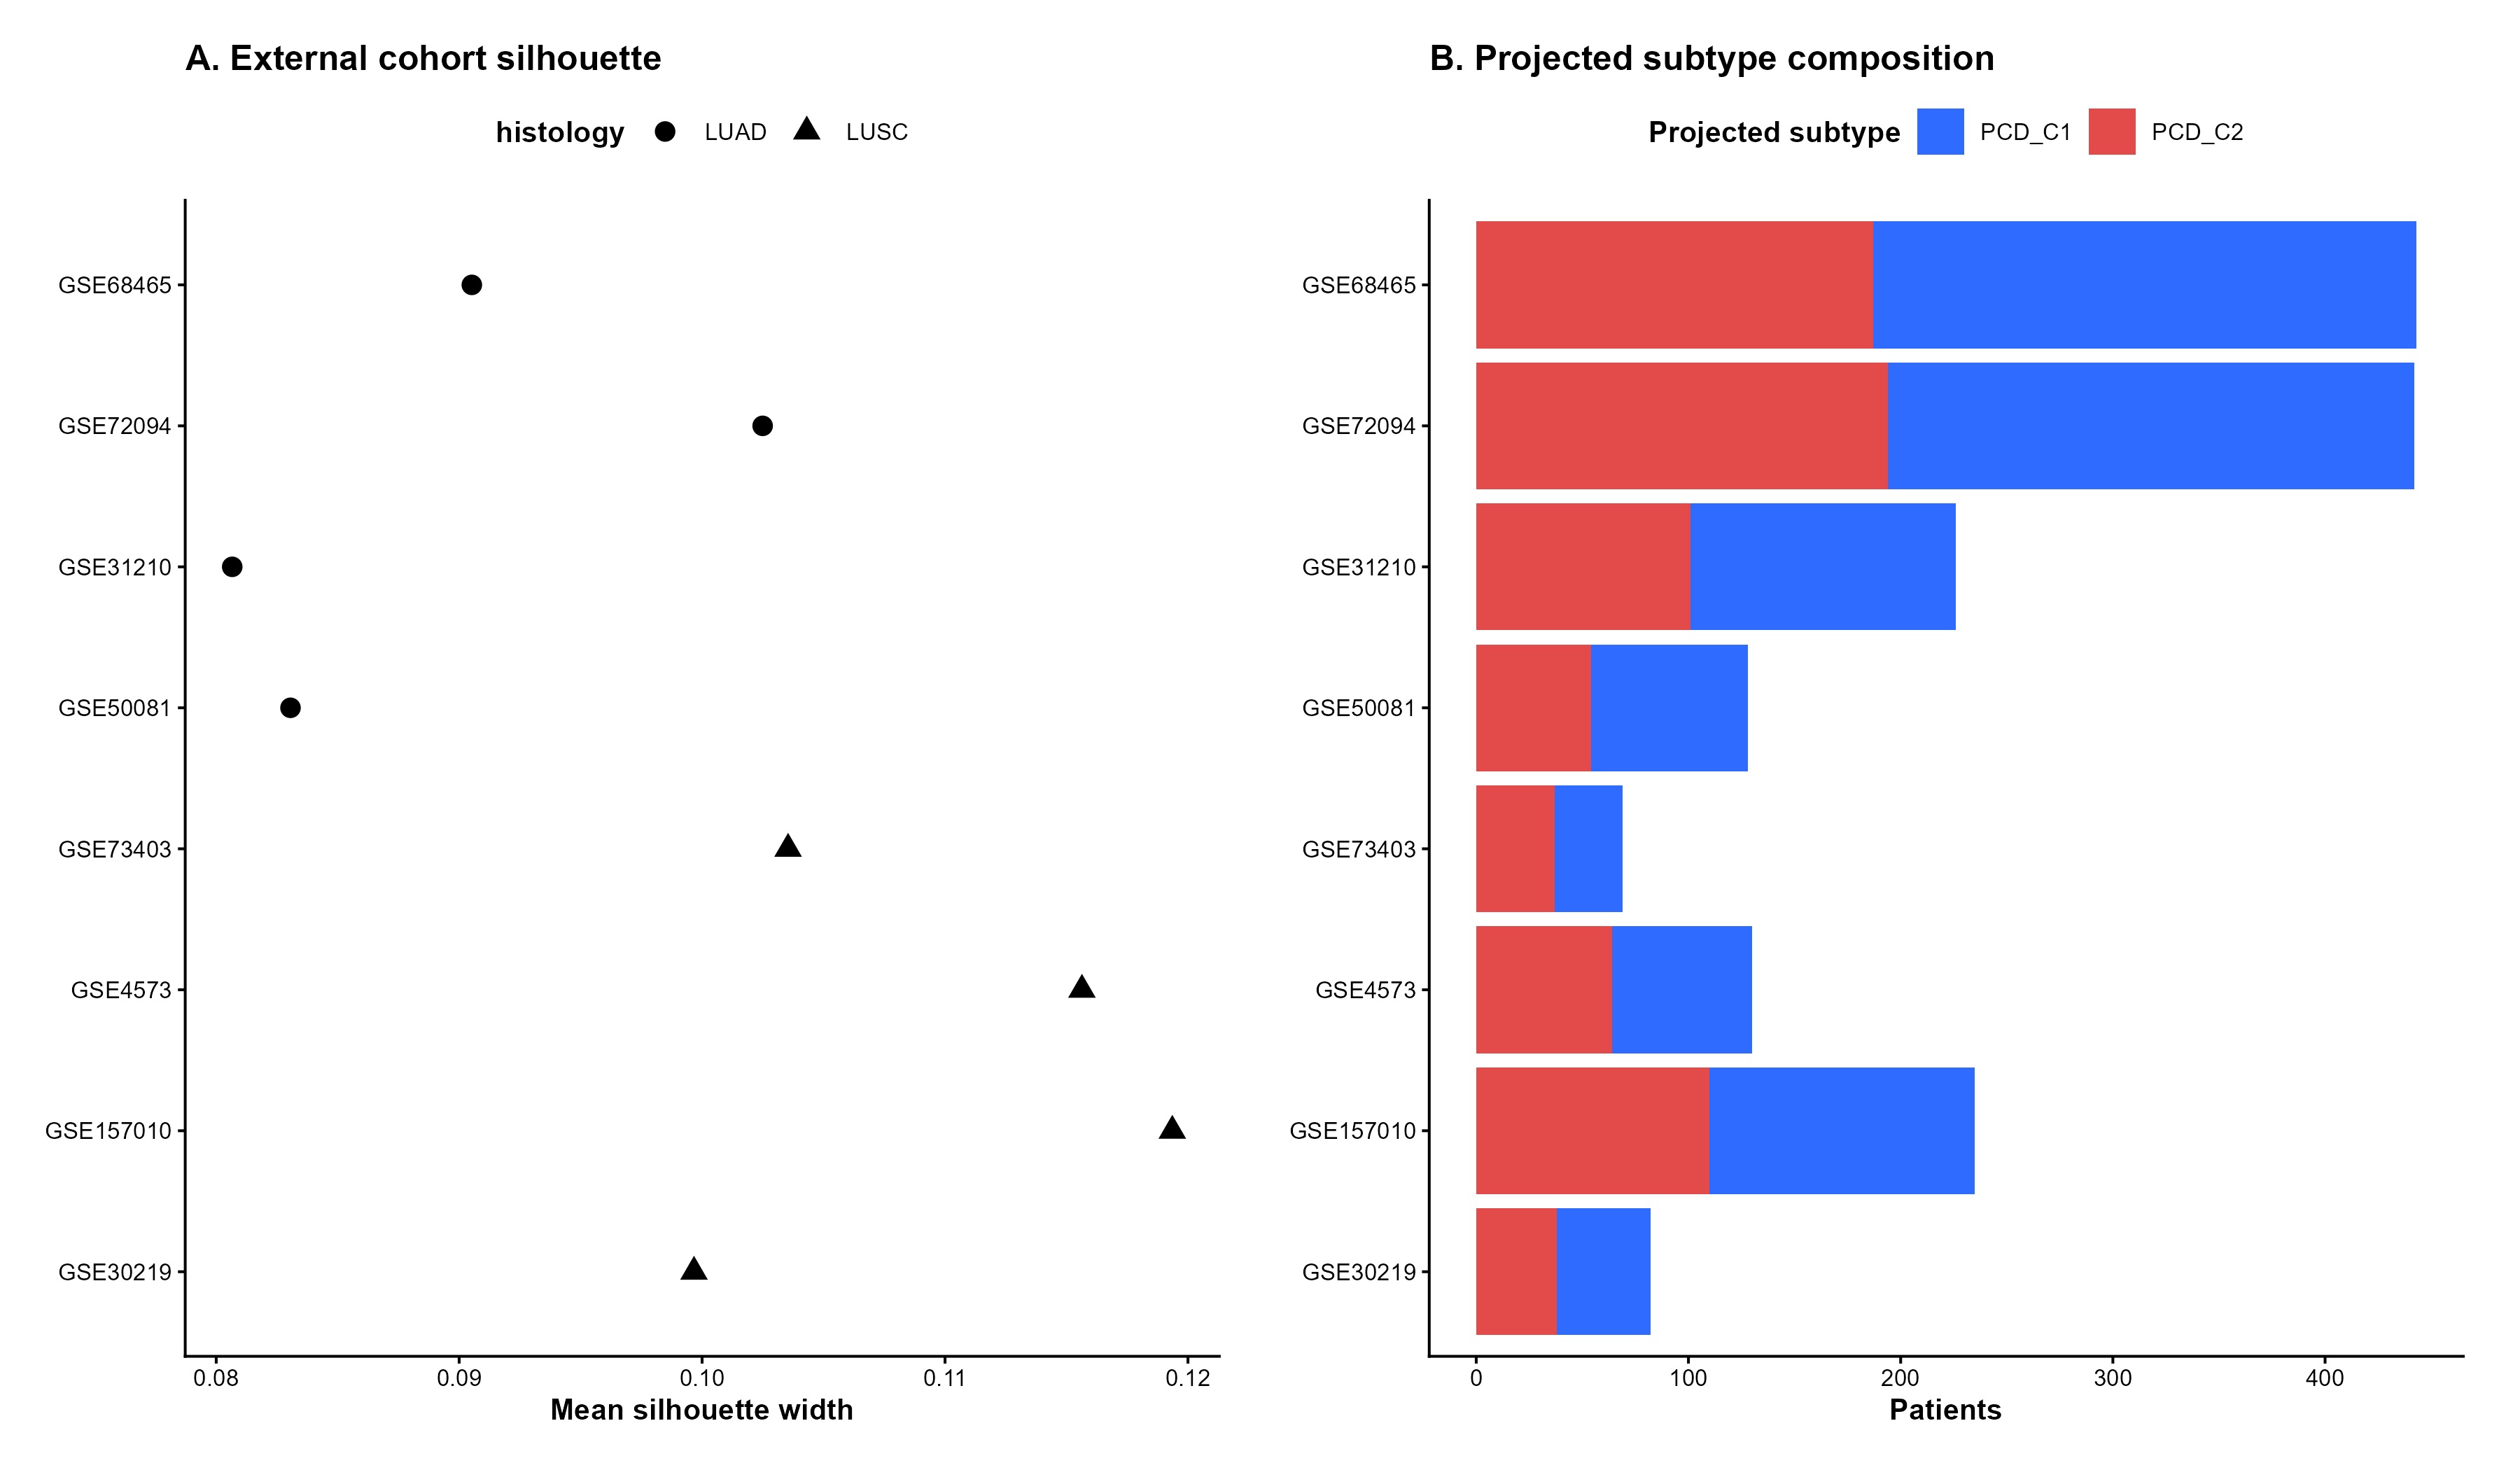 A. External cohort silhouette
histology LUAD LUSC
GSE68465
GSE72094
GSE31210
GSE50081
GSE73403
GSE4573
GSE157010
GSE30219
0.08 0.09 0.10 0.11 0.12
Mean silhouette width
B. Projected subtype composition
Projected subtype PCD_C1 PCD_C2
GSE68465
GSE72094
GSE31210
GSE50081
GSE73403
GSE4573
GSE157010
GSE30219
0 100 200 300 400
Patients